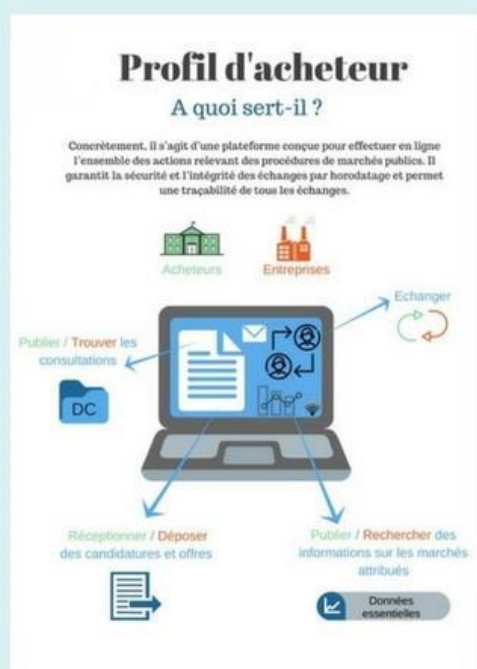 Profil d'acheteur
A quoi sert-il ?
Concrètement, il s'agit d'une plateforme conçue pour effectuer en ligne
l'ensemble des actions relevant des procédures de marchés publics. Il
garantit la sécurité et l'intégrité des échanges par horodatage et permet
une traçabilité de tous les échanges.
Acheteurs
Entreprises
Echanger
Publier / Trouver les
consultations
DC
Réceptionner / Déposer
des candidatures et offres
Publier / Rechercher des
informations sur les marchés
attribués
Données
essentielles